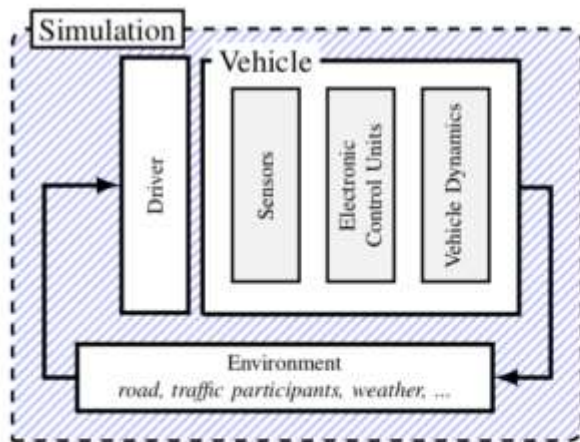 Simulation
Vehicle
Driver
Sensors
Electronic
Control Units
Vehicle Dynamics
Environment
road, traffic participants, weather, ...